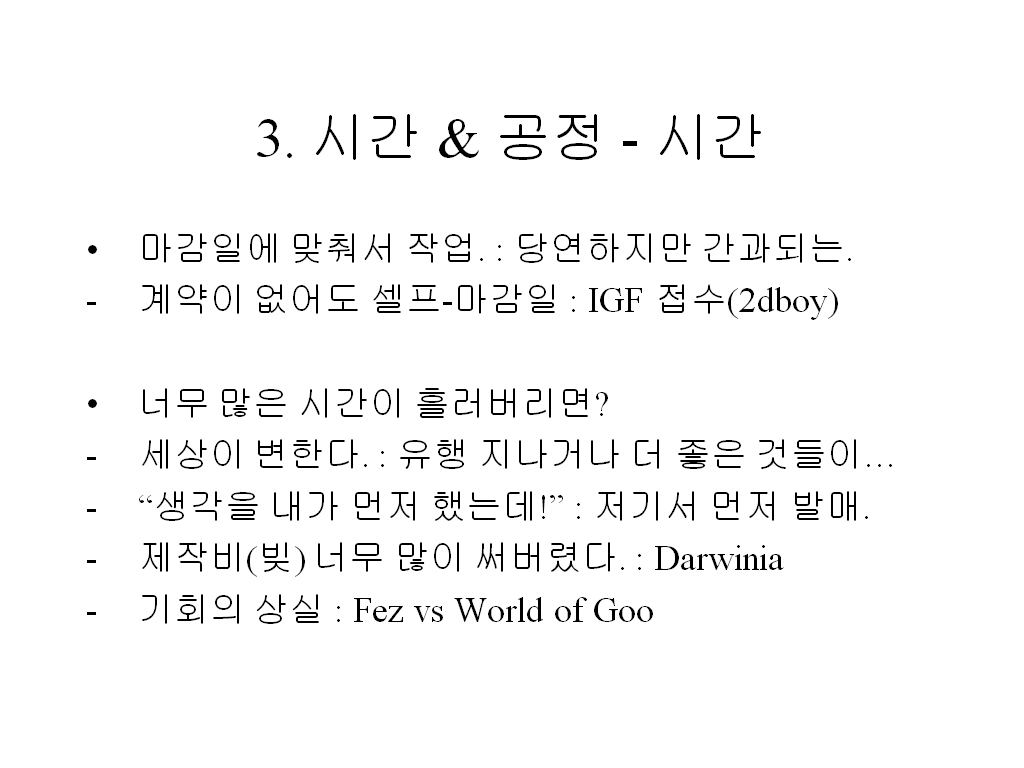 3. 시간 & 공정 - 시간
• 마감일에 맞춰서 작업. : 당연하지만 간과되는.
- 계약이 없어도 셀프-마감일 : IGF 접수(2dboy)
• 너무 많은 시간이 흘러버리면?
- 세상이 변한다. : 유행 지나거나 더 좋은 것들이...
- “생각을 내가 먼저 했는데!” : 저기서 먼저 발매.
- 제작비(빚) 너무 많이 써버렸다. : Darwinia
- 기회의 상실 : Fez vs World of Goo